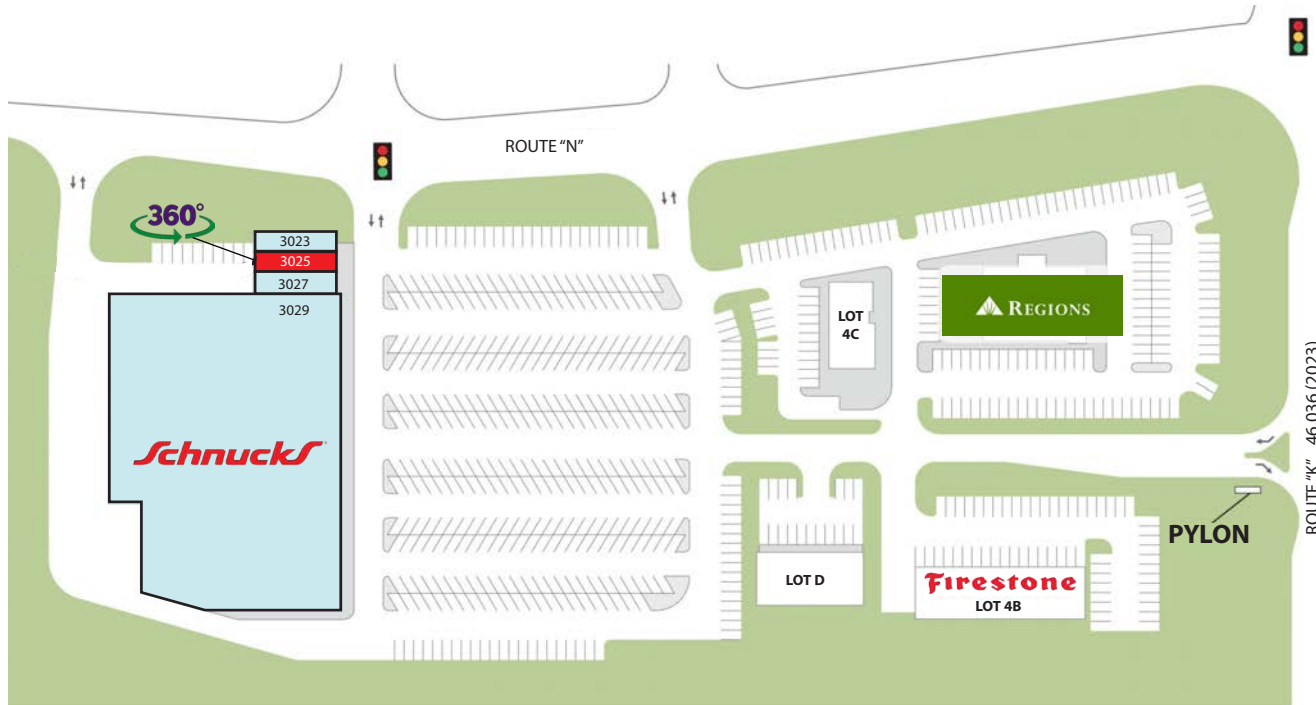 ROUTE "N"
360°
3023
3025
3027
3029
Schnucks
LOT
4C
REGIONS
ROUTE "K" 46,036 (2023)
PYLON
LOT D
Firestone
LOT 4B